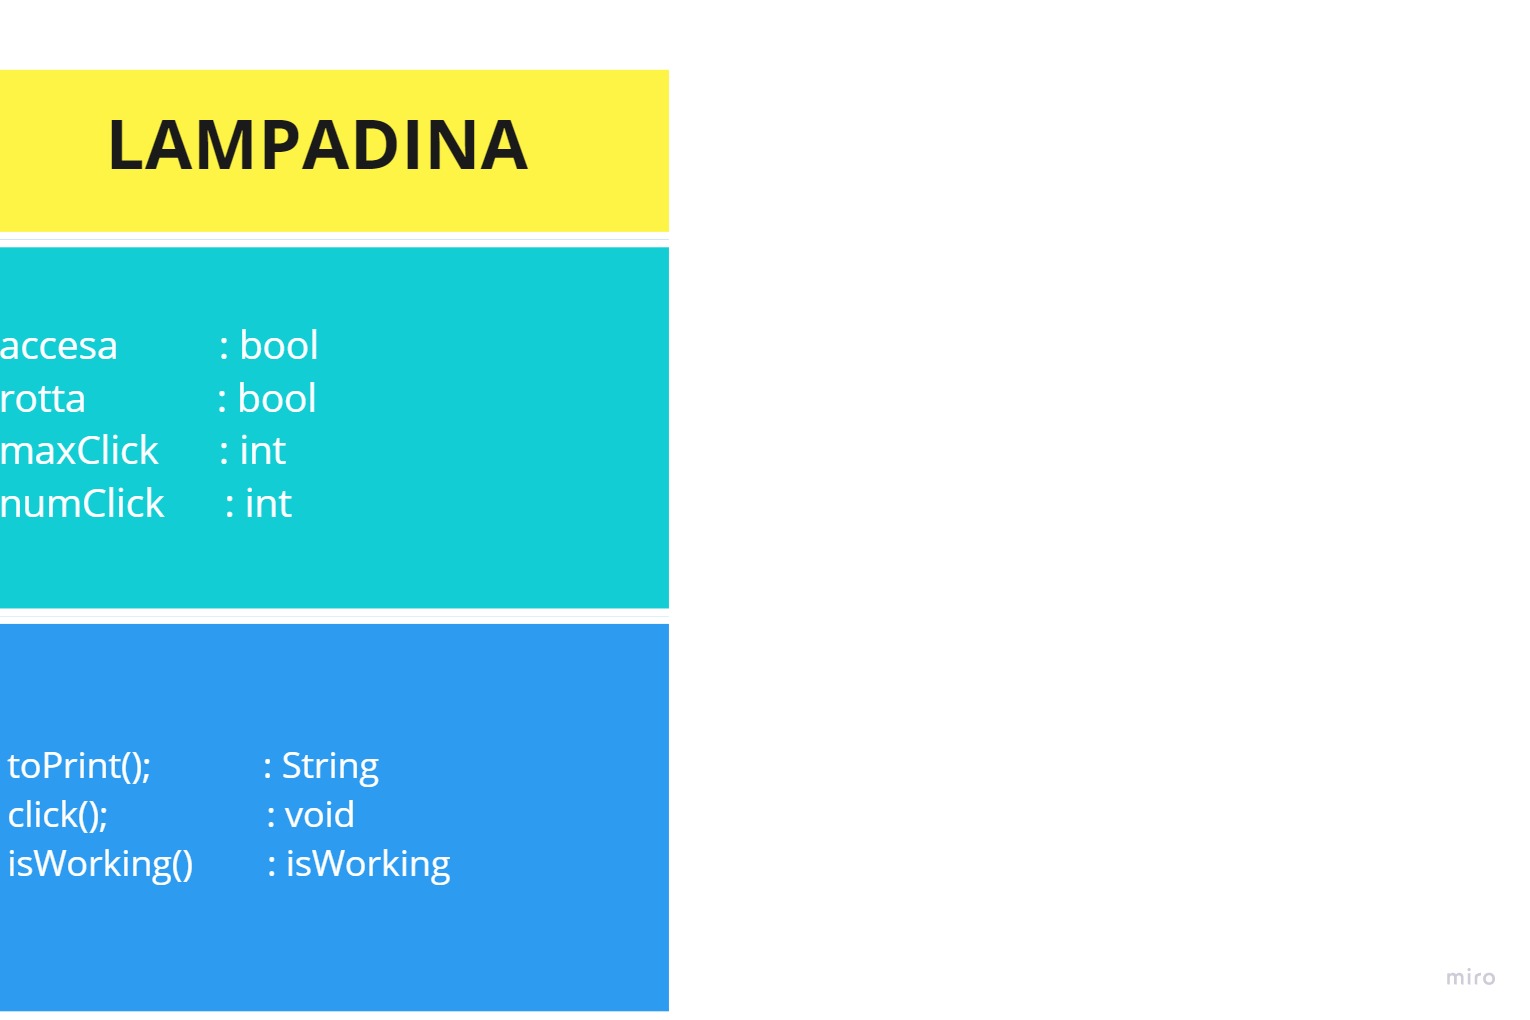 LAMPADINA
accesa : bool
rotta : bool
maxClick : int
numClick : int
toPrint(); : String
click(); : void
isWorking() : isWorking
miro